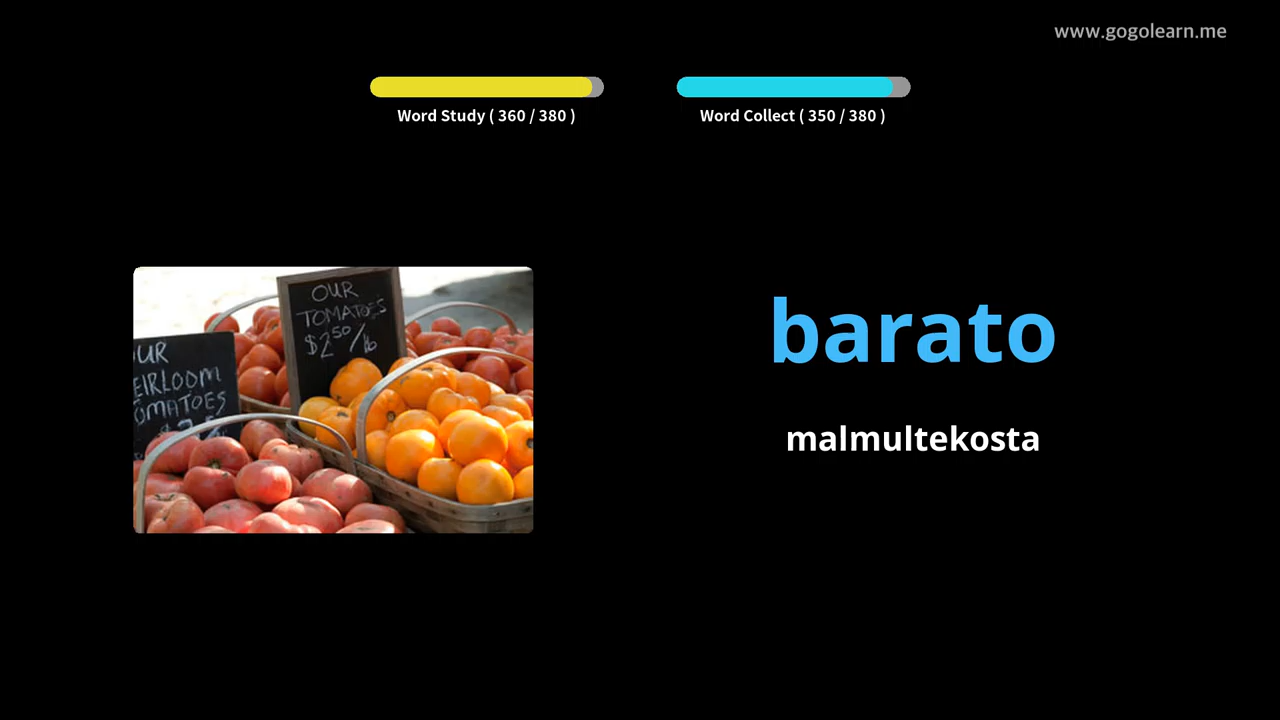 www.gogolearn.me
Word Study ( 360 / 380 )
Word Collect ( 350 / 380 )
OUR
TOMATOES
$2.50/lb
UR
EIRLOOM
OMATOES
barato
malmultekosta